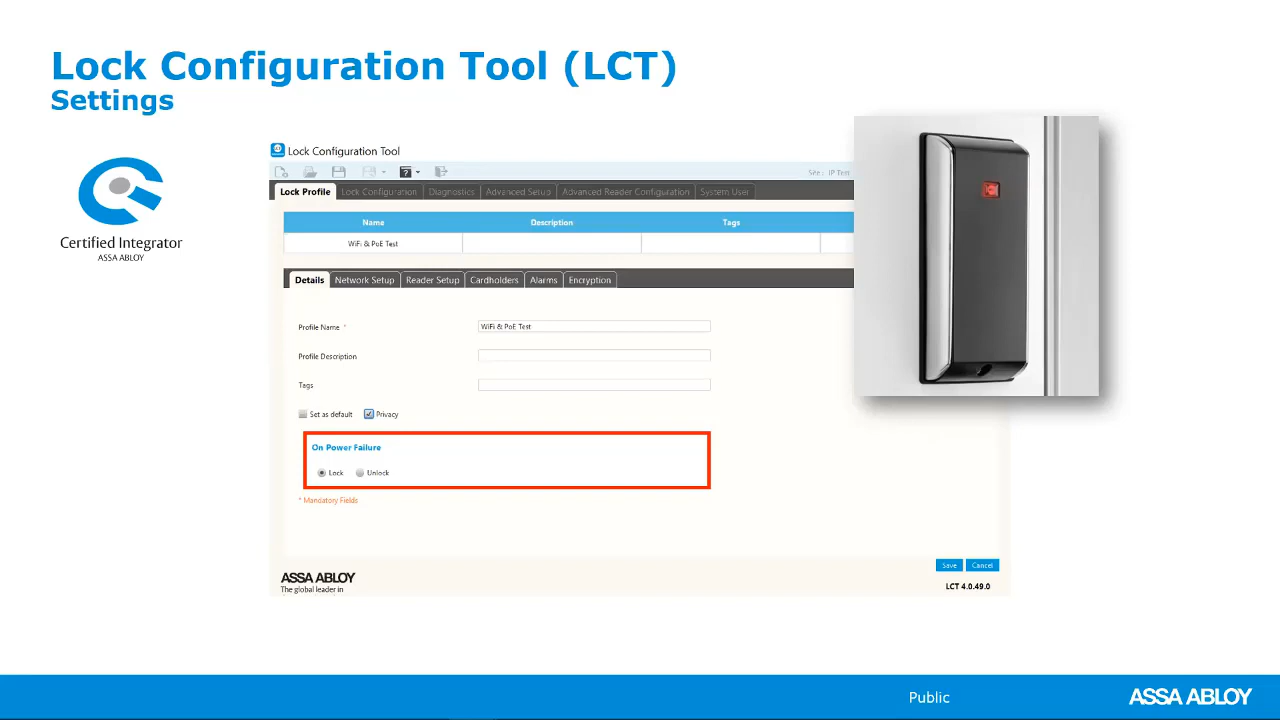 Lock Configuration Tool (LCT)
Settings
Certified Integrator
ASSA ABLOY
Lock Configuration Tool
Site : IP Test
Lock Profile Lock Configuration Diagnostics Advanced Setup Advanced Reader Configuration System User
Name Description Tags
WiFi & PoE Test
Details Network Setup Reader Setup Cardholders Alarms Encryption
Profile Name * WiFi & PoE Test
Profile Description
Tags
Set as default Privacy
On Power Failure
Lock Unlock
* Mandatory Fields
Save Cancel
ASSA ABLOY
The global leader in
LCT 4.0.49.0
Public
ASSA ABLOY